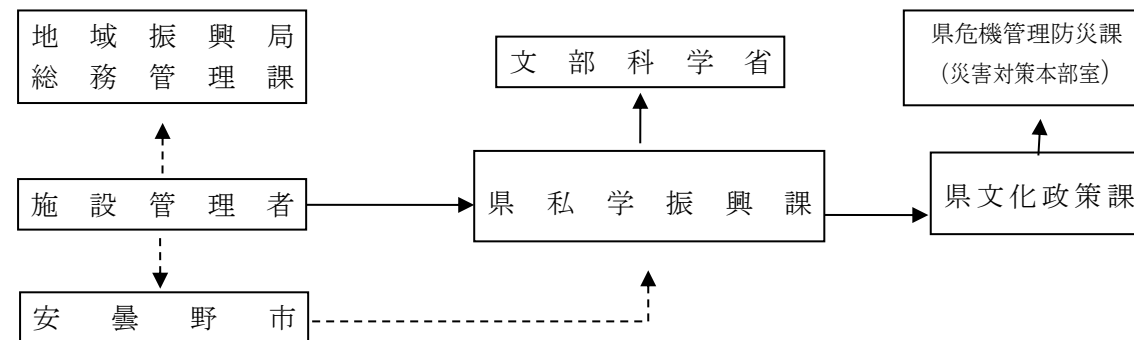 地域振興局
総務管理課
文部科学省
県危機管理防災課
（災害対策本部室）
施設管理者
県私学振興課
県文化政策課
安曇野市